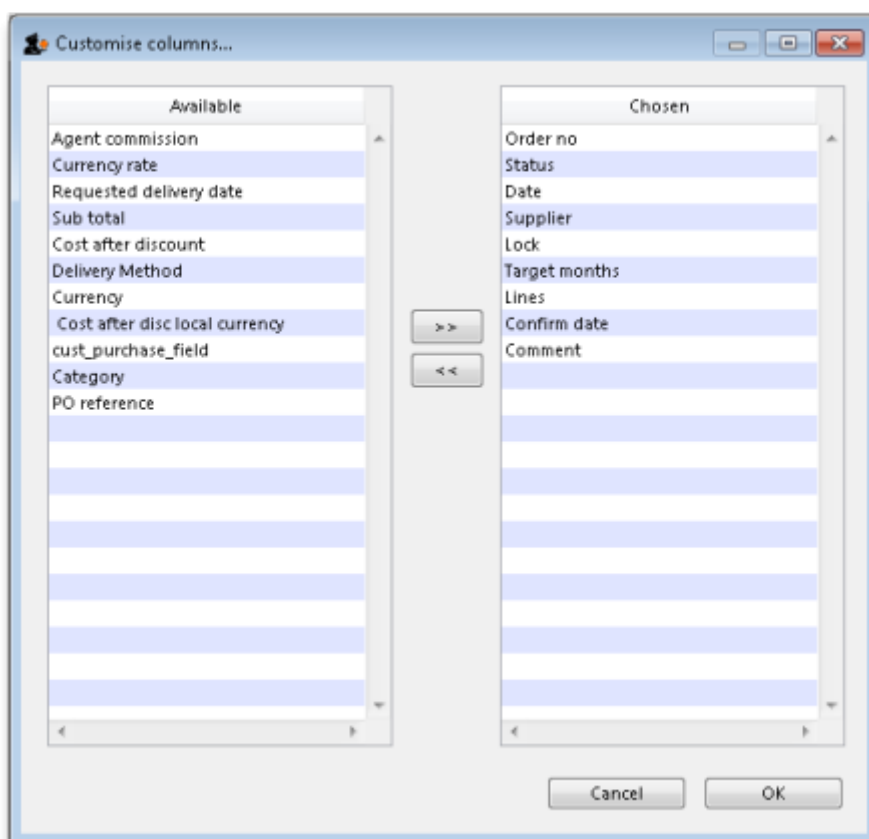 Customise columns...
Available
Agent commission
Currency rate
Requested delivery date
Sub total
Cost after discount
Delivery Method
Currency
Cost after disc local currency
cust_purchase_field
Category
PO reference
>>
<<
Chosen
Order no
Status
Date
Supplier
Lock
Target months
Lines
Confirm date
Comment
Cancel
OK